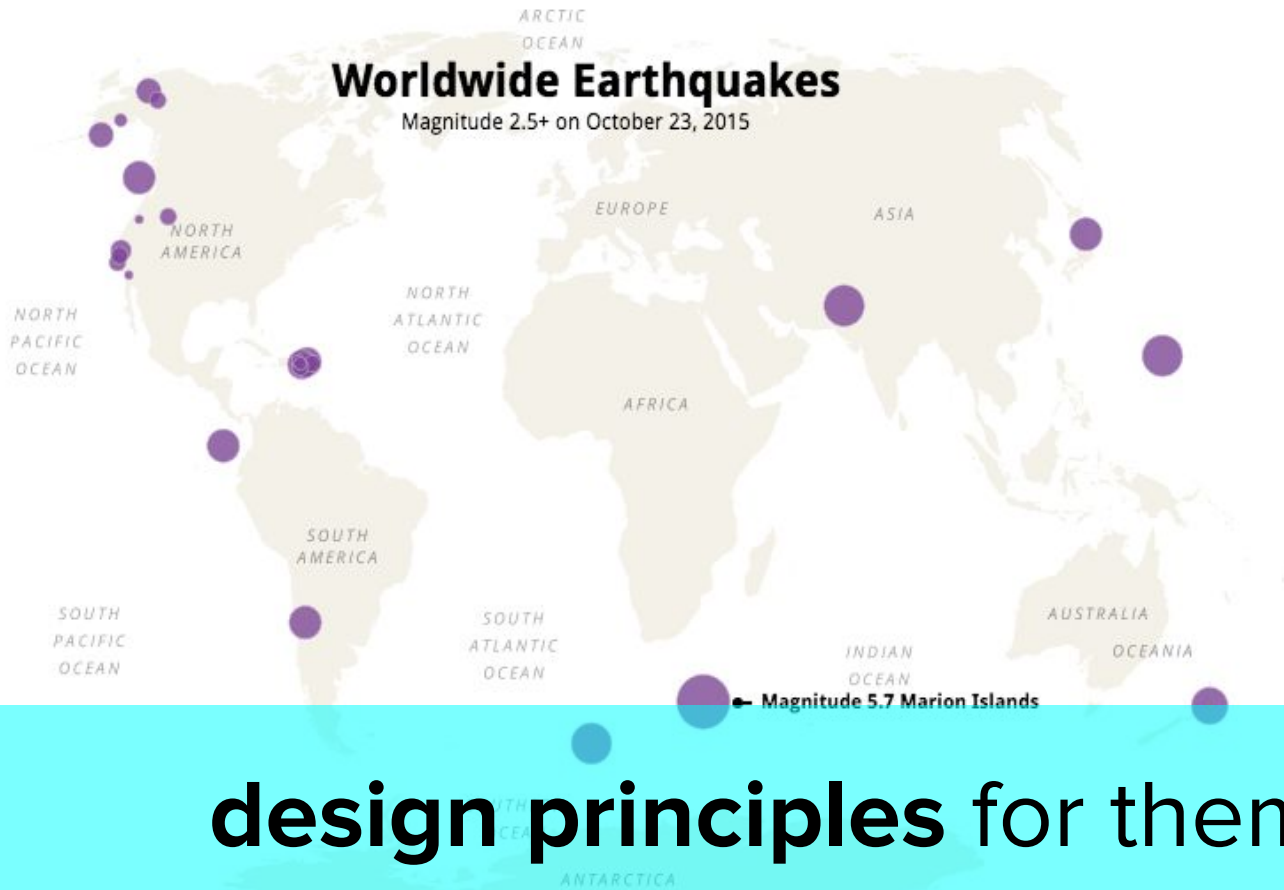 ARCTIC
OCEAN
Worldwide Earthquakes
Magnitude 2.5+ on October 23, 2015
EUROPE
ASIA
NORTH
AMERICA
NORTH
PACIFIC
OCEAN
NORTH
ATLANTIC
OCEAN
AFRICA
SOUTH
AMERICA
SOUTH
PACIFIC
OCEAN
SOUTH
ATLANTIC
OCEAN
AUSTRALIA
OCEANIA
INDIAN
OCEAN
Magnitude 5.7 Marion Islands
design principles for
ANTARCTICA